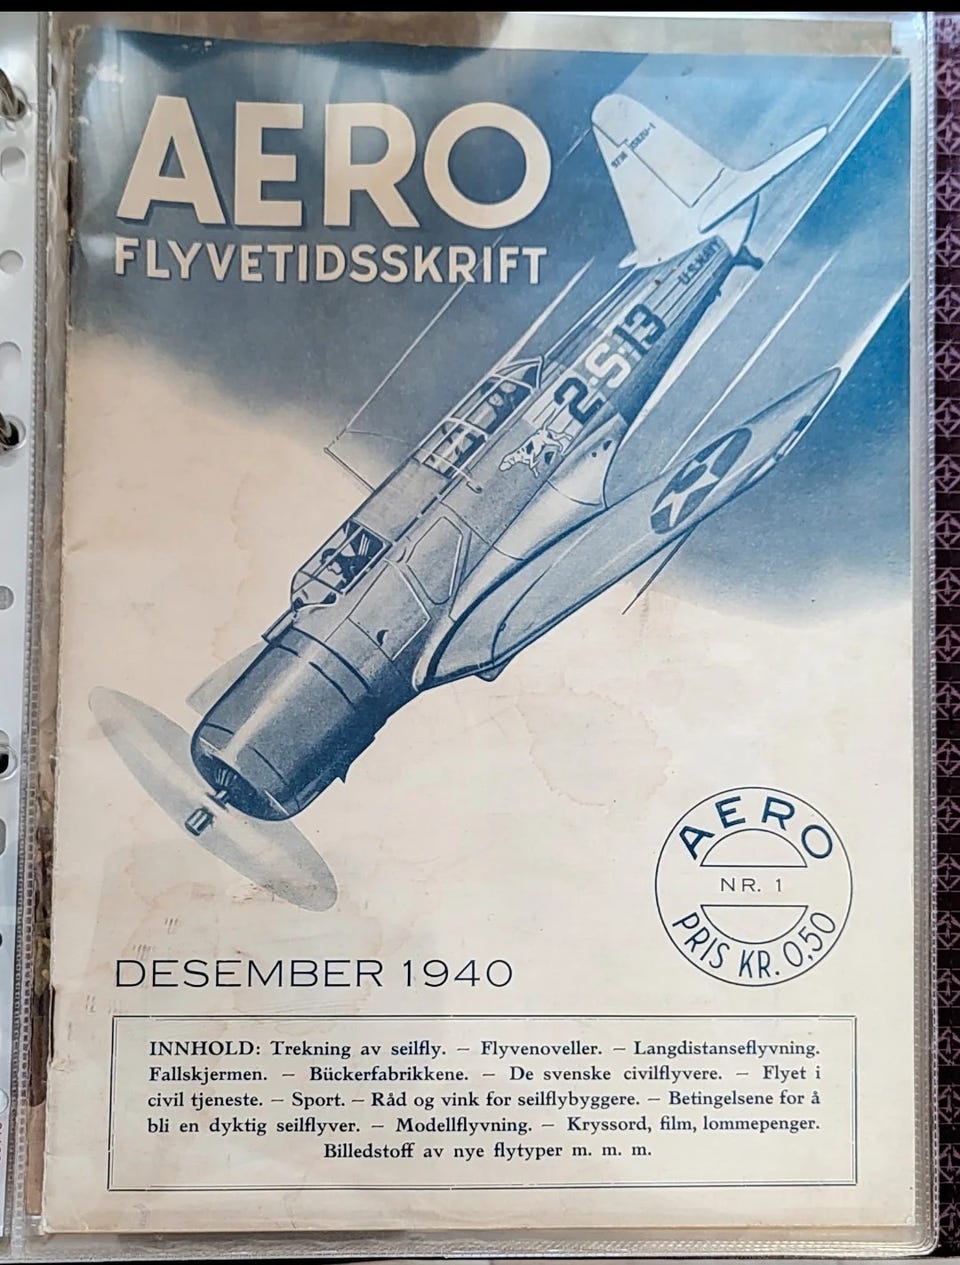 AERO
FLYVETIDSSKRIFT
U.S. NAVY
2-S-13
AERO
NR. 1
PRIS KR. 0,50
DESEMBER 1940
INNHOLD: Trekning av seilfly. — Flyvenoveller. — Langdistanseflyvning.
Fallskjermen. — Bückerfabrikkene. — De svenske civilflyvere. — Flyet i
civil tjeneste. — Sport. — Råd og vink for seilflybyggere. — Betingelsene for å
bli en dyktig seilflyver. — Modellflyvning. — Kryssord, film, lommepenger.
Billedstoff av nye flytyper m. m. m.